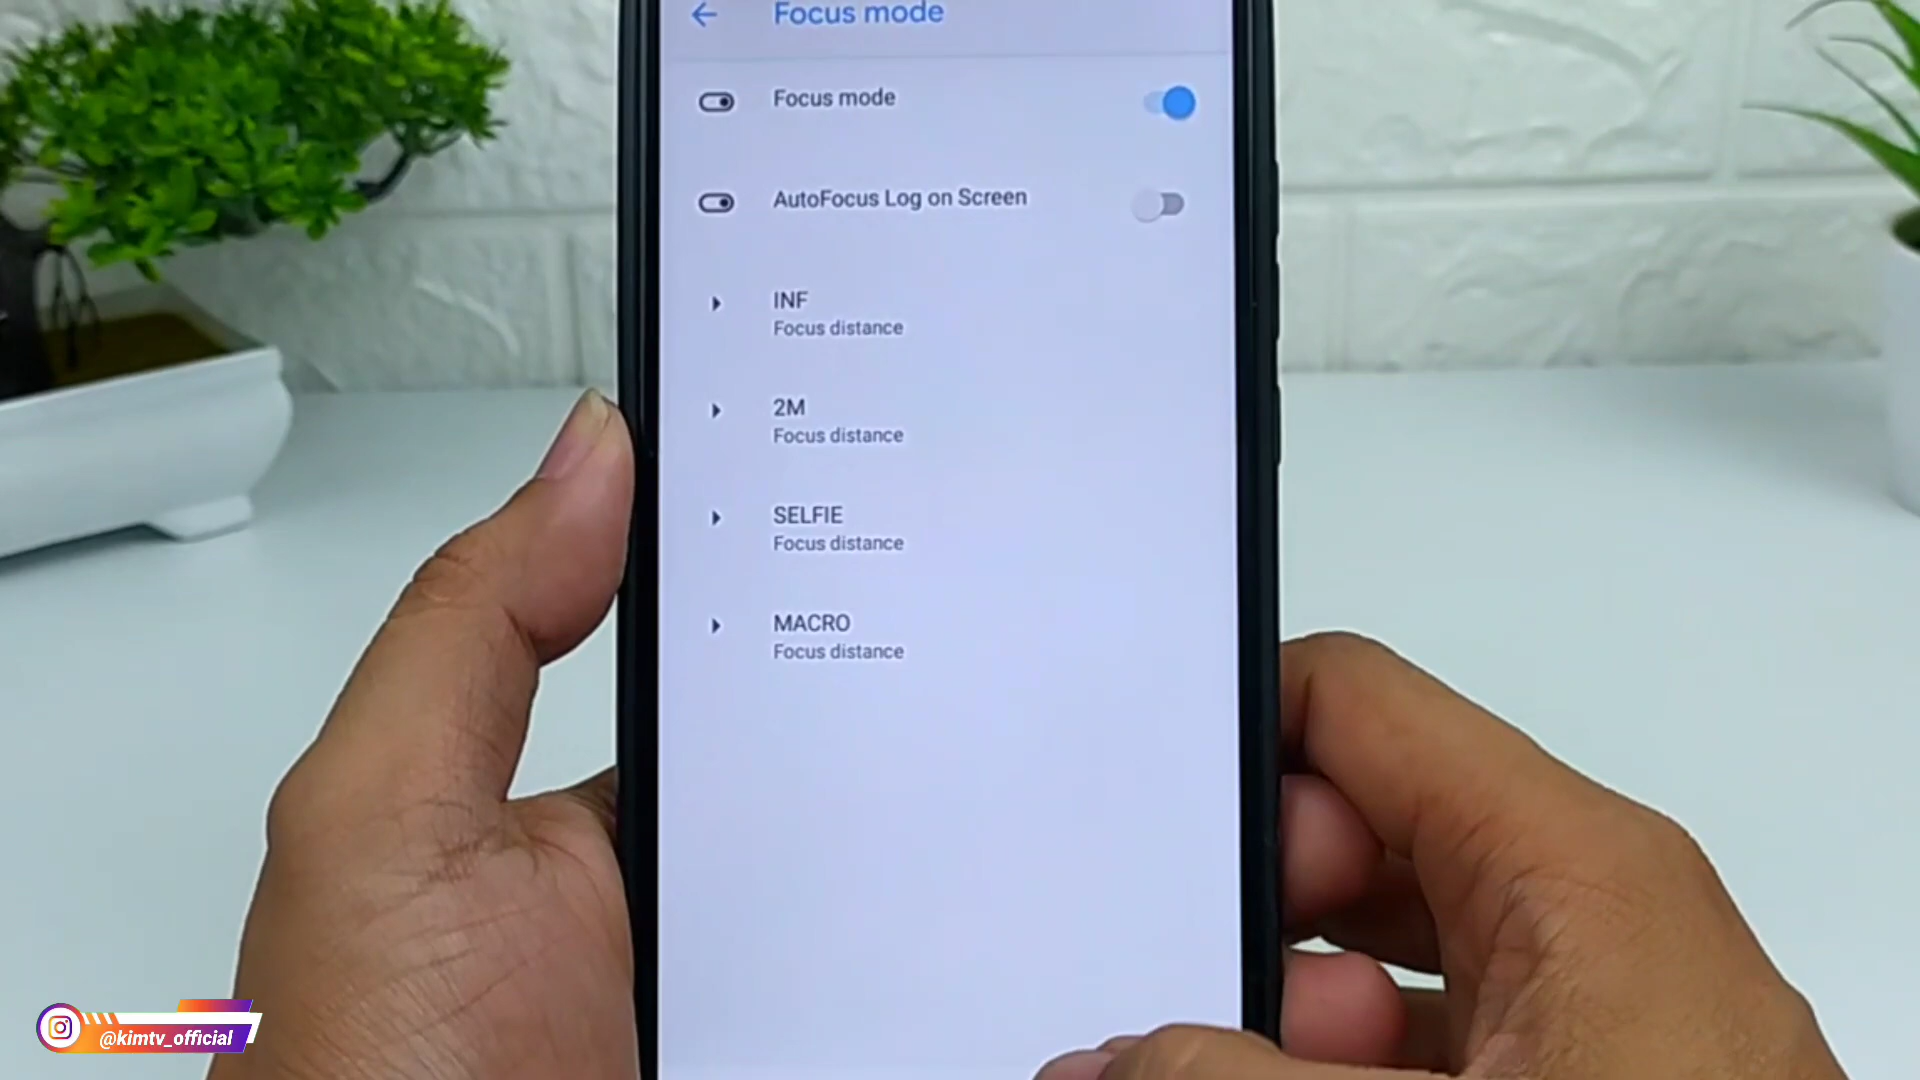 Focus mode
Focus mode
AutoFocus Log on Screen
INF
Focus distance
2M
Focus distance
SELFIE
Focus distance
MACRO
Focus distance
@kimtv_official